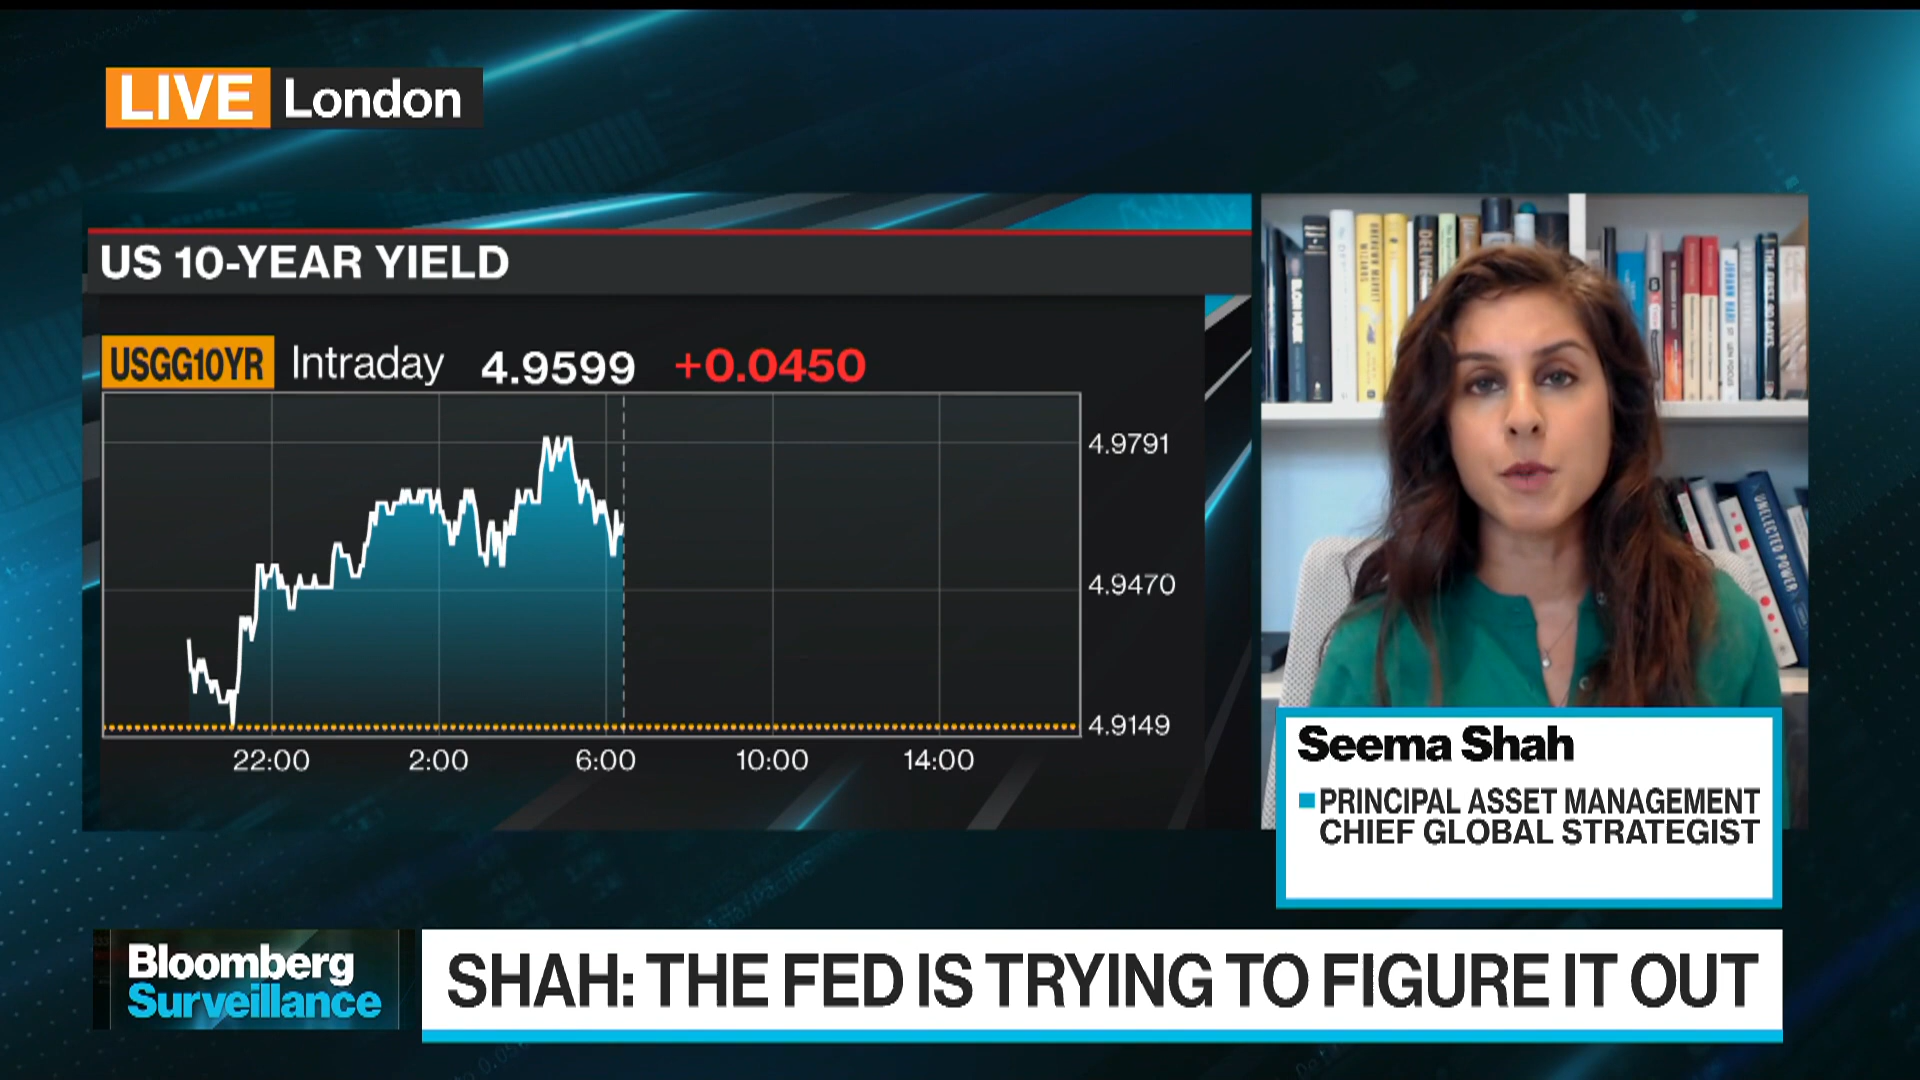 LIVE London
US 10-YEAR YIELD
USGG10YR Intraday 4.9599 +0.0450
4.9791
4.9470
4.9149
22:00 2:00 6:00 10:00 14:00
DELIVE
UNELECTED POWER
Seema Shah
PRINCIPAL ASSET MANAGEMENT
CHIEF GLOBAL STRATEGIST
Bloomberg
Surveillance
SHAH: THE FED IS TRYING TO FIGURE IT OUT